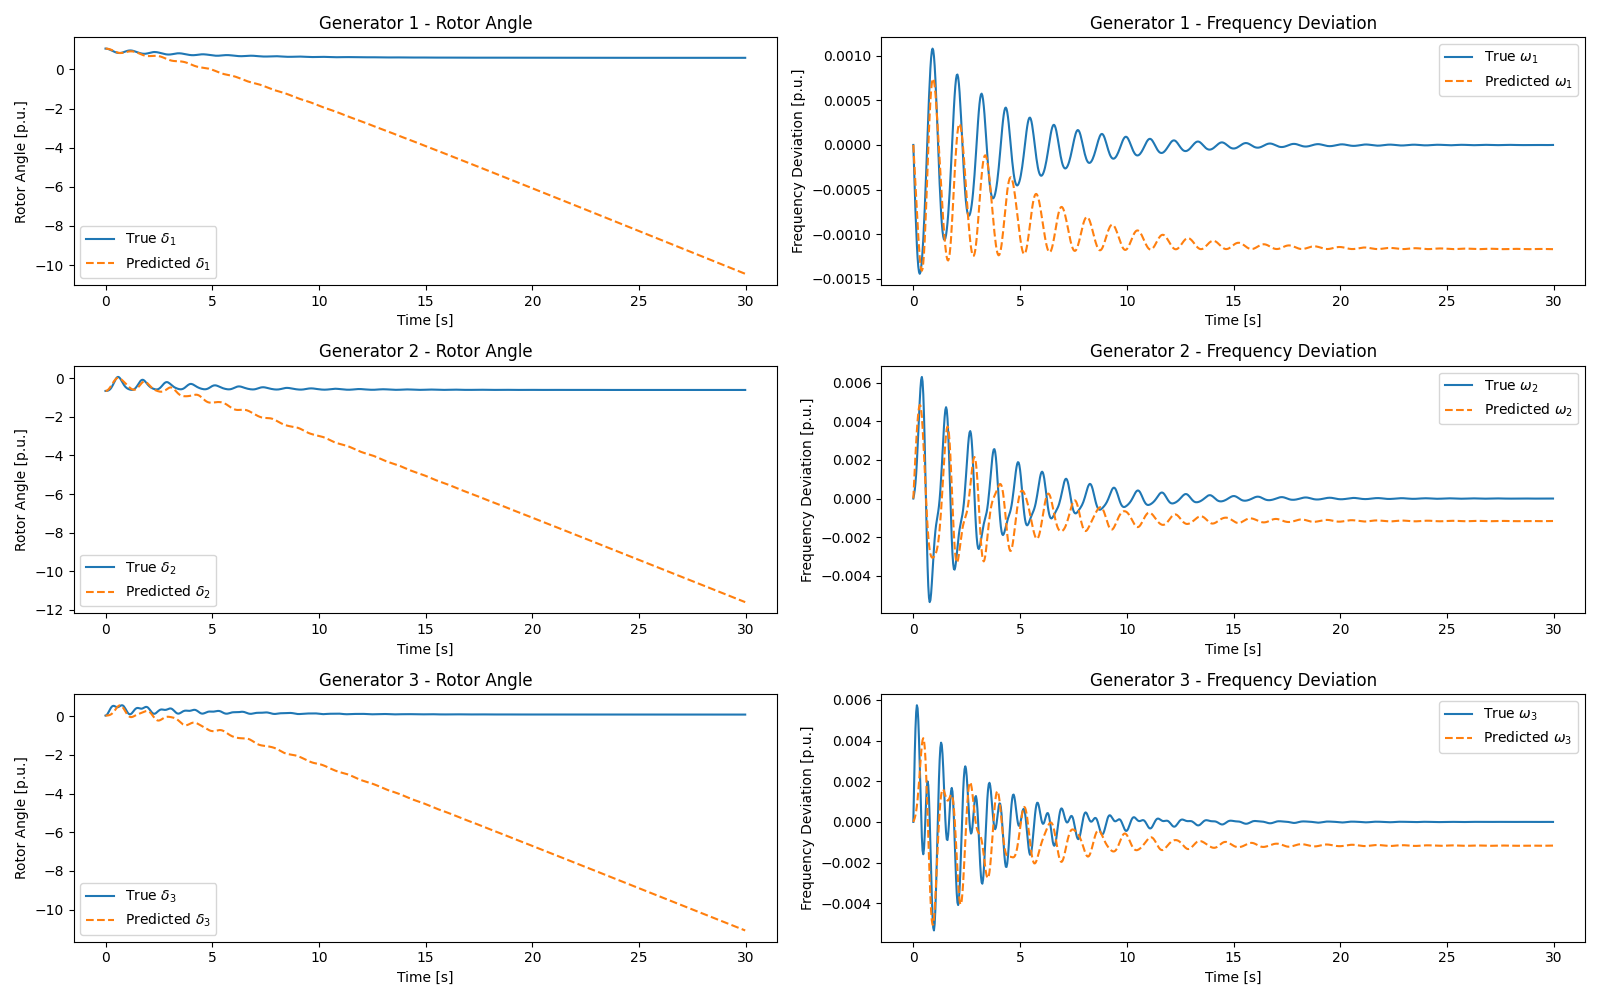 Generator 1 - Rotor Angle
Rotor Angle [p.u.]
0
−2
−4
−6
−8
−10
True δ1
Predicted δ1
0 5 10 15 20 25 30
Time [s]
Generator 1 - Frequency Deviation
Frequency Deviation [p.u.]
0.0010
0.0005
0.0000
−0.0005
−0.0010
−0.0015
True ω1
Predicted ω1
0 5 10 15 20 25 30
Time [s]
Generator 2 - Rotor Angle
Rotor Angle [p.u.]
0
−2
−4
−6
−8
−10
−12
True δ2
Predicted δ2
0 5 10 15 20 25 30
Time [s]
Generator 2 - Frequency Deviation
Frequency Deviation [p.u.]
0.006
0.004
0.002
0.000
−0.002
−0.004
True ω2
Predicted ω2
0 5 10 15 20 25 30
Time [s]
Generator 3 - Rotor Angle
Rotor Angle [p.u.]
0
−2
−4
−6
−8
−10
True δ3
Predicted δ3
0 5 10 15 20 25 30
Time [s]
Generator 3 - Frequency Deviation
Frequency Deviation [p.u.]
0.006
0.004
0.002
0.000
−0.002
−0.004
True ω3
Predicted ω3
0 5 10 15 20 25 30
Time [s]